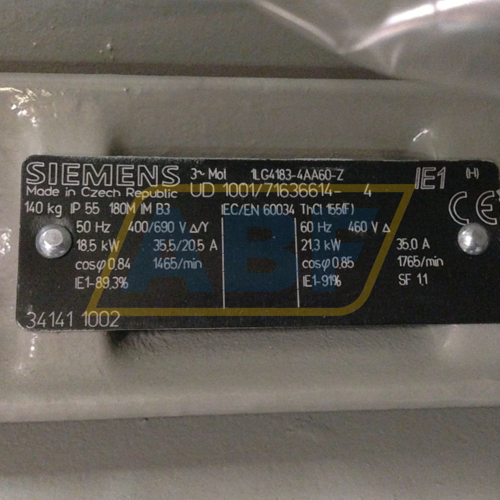 SIEMENS 3~ Mot 1LG4183-4AA60-Z IE1 (H)
Made in Czech Republic UD 1001/71636614- 4
140 kg IP 55 180M IM B3 IEC/EN 60034 ThCl 155(F)
50 Hz 400/690 V Δ/Y 60 Hz 460 V Δ
18.5 kW 35.5/20.5 A 21.3 kW 35.0 A
cosφ 0.84 1465/min cosφ 0.85 1765/min
IE1-89,3% IE1-91% SF 1.1
CE
34141 1002
ABF